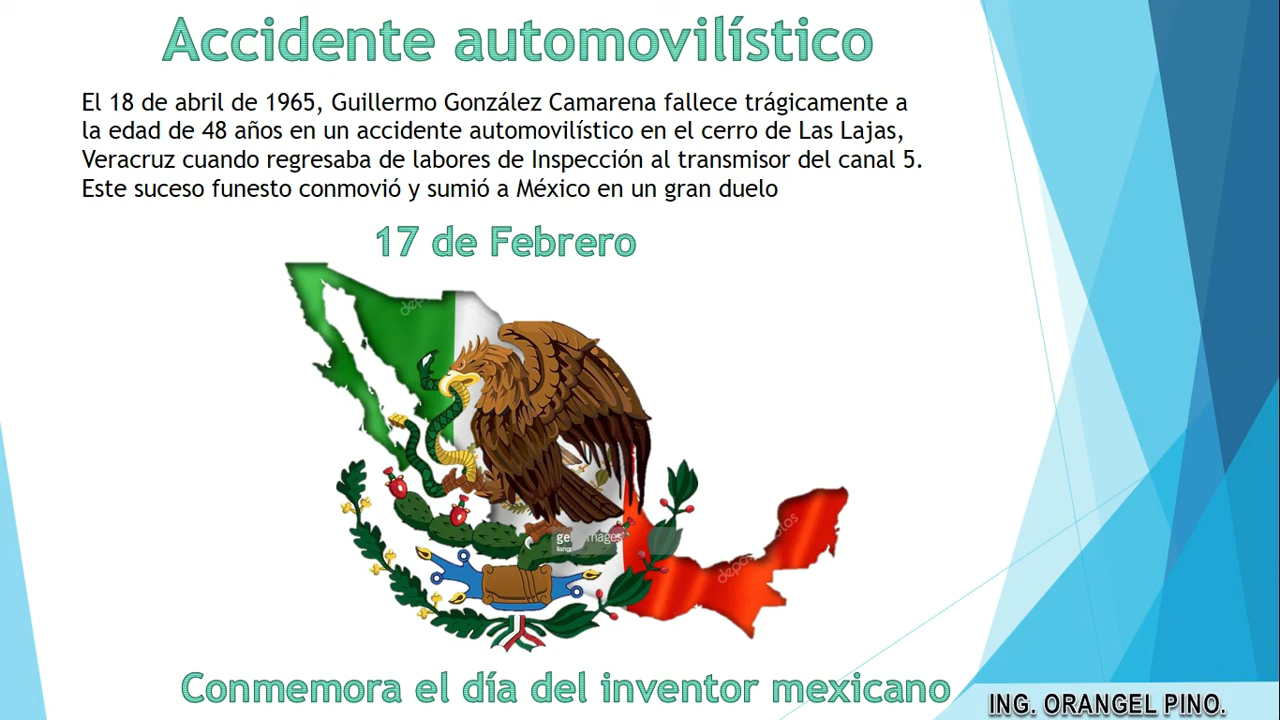 Accidente automovilístico
El 18 de abril de 1965, Guillermo González Camarena fallece trágicamente a
la edad de 48 años en un accidente automovilístico en el cerro de Las Lajas,
Veracruz cuando regresaba de labores de Inspección al transmisor del canal 5.
Este suceso funesto conmovió y sumió a México en un gran duelo
17 de Febrero
Conmemora el día del inventor mexicano
ING. ORANGEL PINO.